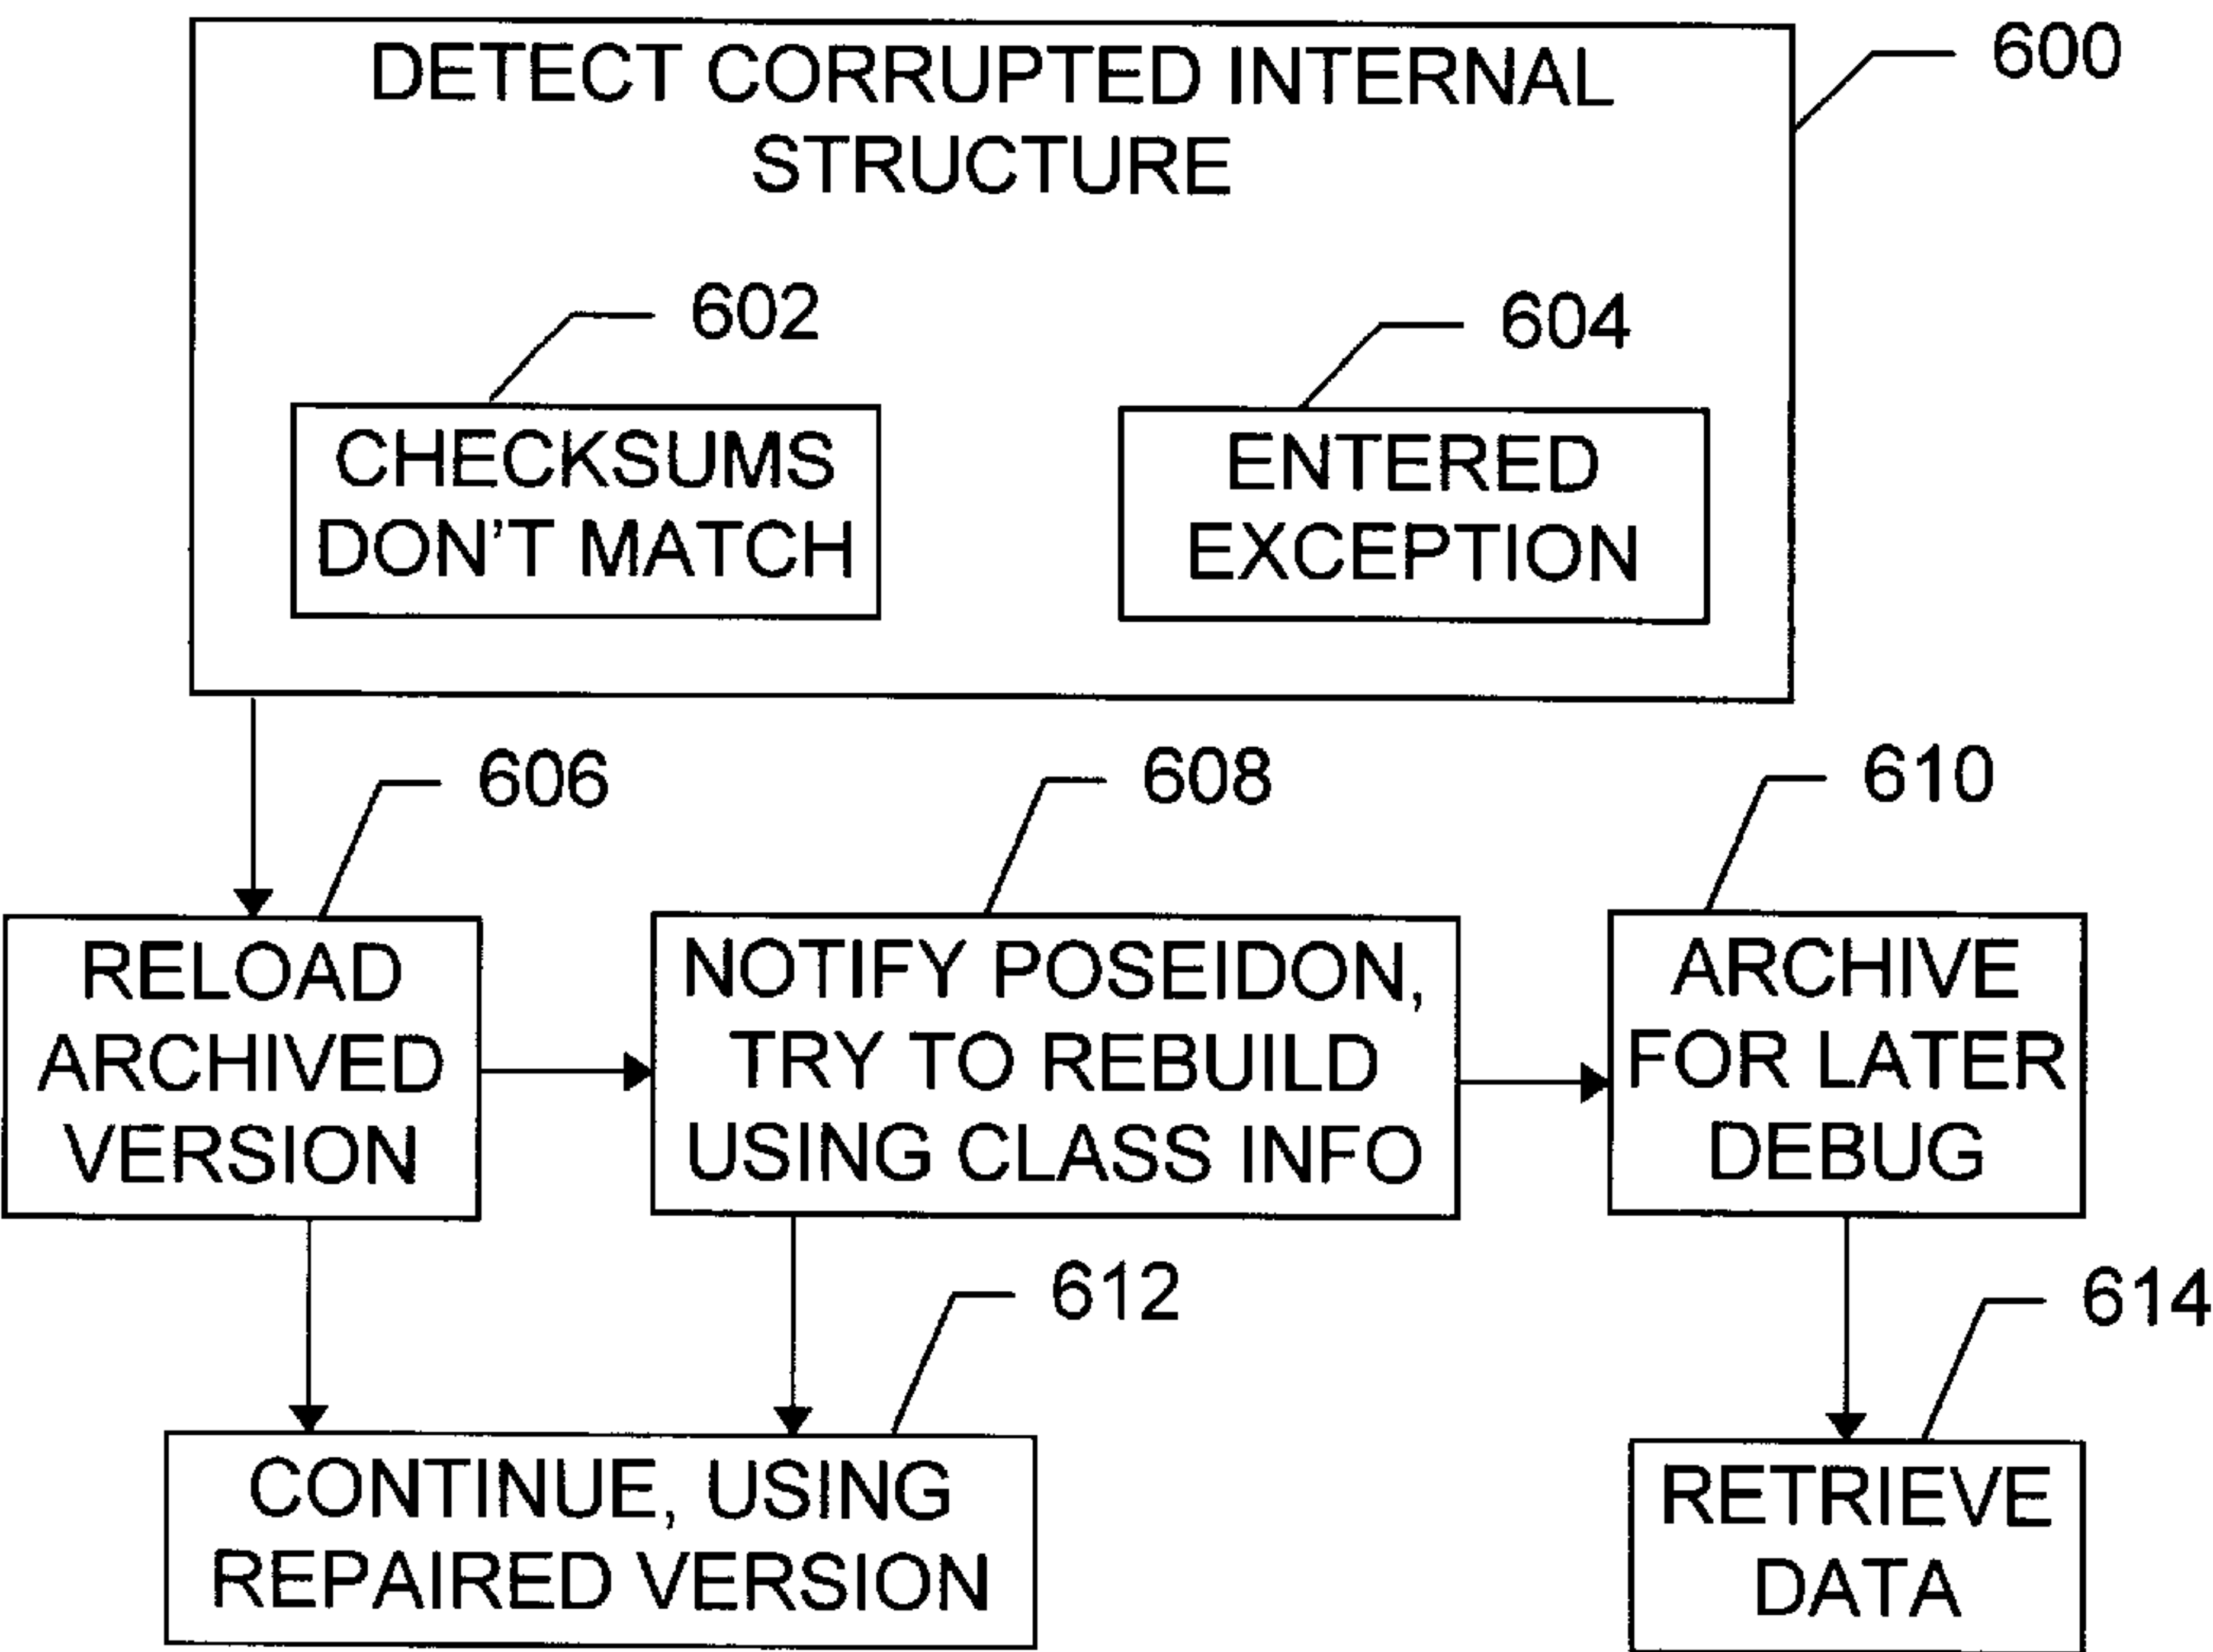 DETECT CORRUPTED INTERNAL
STRUCTURE
600
602
604
CHECKSUMS
DON'T MATCH
ENTERED
EXCEPTION
606
608
610
RELOAD
ARCHIVED
VERSION
NOTIFY POSEIDON,
TRY TO REBUILD
USING CLASS INFO
ARCHIVE
FOR LATER
DEBUG
612
614
CONTINUE, USING
REPAIRED VERSION
RETRIEVE
DATA